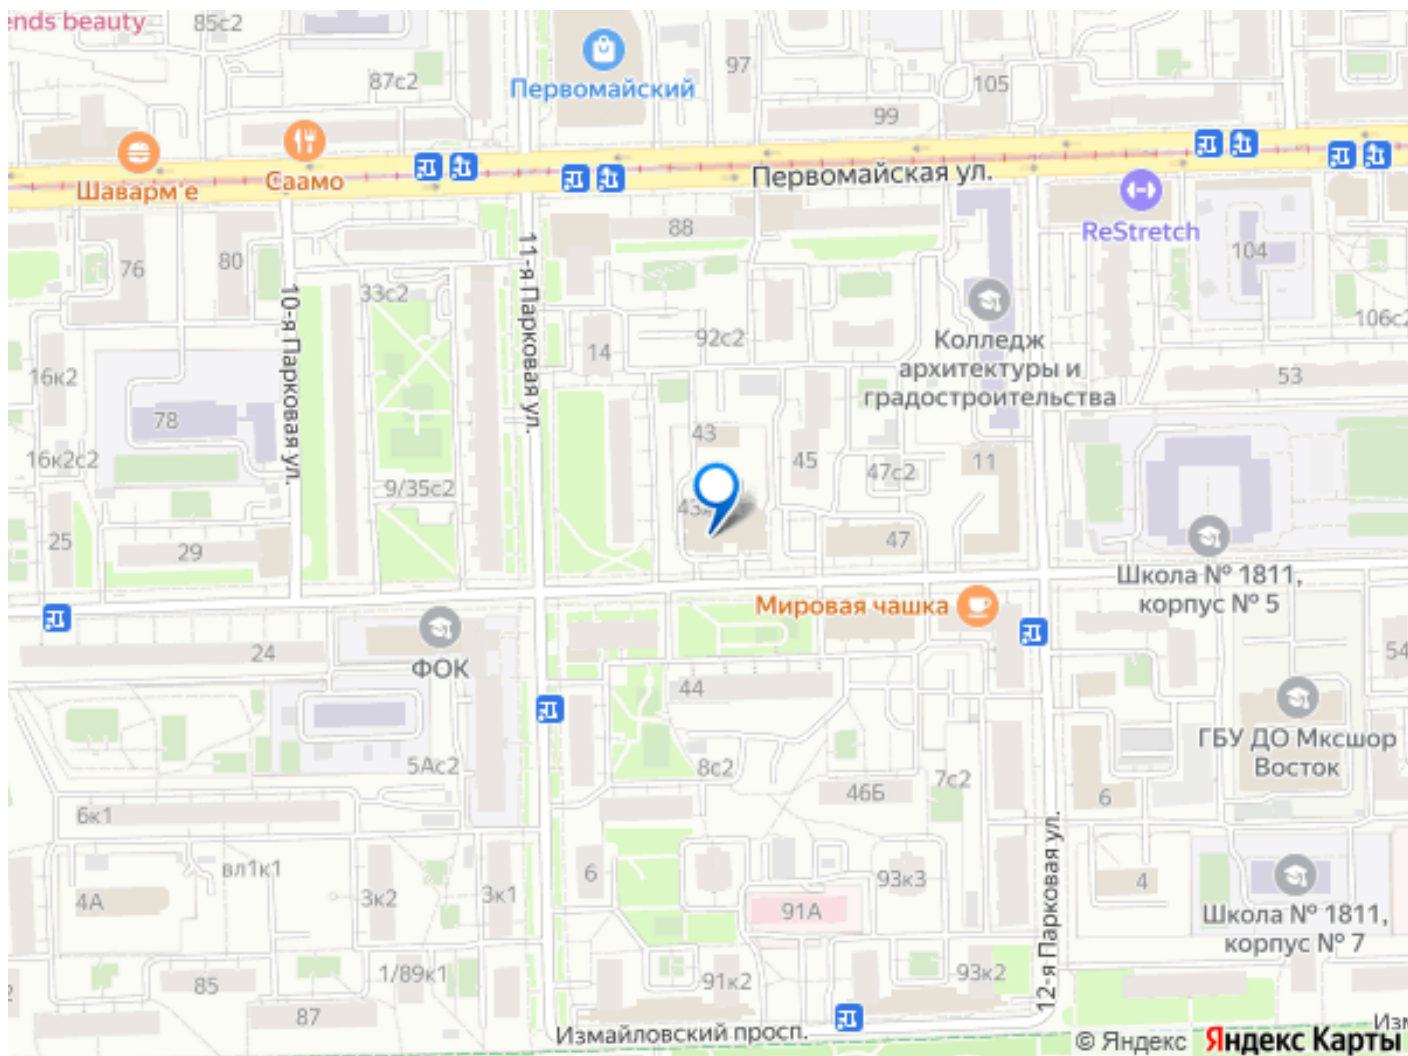 ends beauty
85с2
87с2
Первомайский
97
105
99
Шаварм'е
Саамо
Первомайская ул.
ReStretch
76
80
88
104
11-я Парковая ул.
10-я Парковая ул.
33с2
92с2
14
Колледж
архитектуры и
градостроительства
106с2
53
16к2
78
43
45
47с2
11
16к2с2
9/35с2
25
29
47
Школа № 1811,
корпус № 5
Мировая чашка
ФОК
24
44
54
ГБУ ДО Мксшор
Восток
5Ас2
8с2
46Б
7с2
6
6к1
12-я Парковая ул.
вл1к1
4А
3к2
3к1
6
93к3
4
91А
Школа № 1811,
корпус № 7
85
1/89к1
91к2
93к2
87
Измайловский просп.
© Яндекс Яндекс Карты